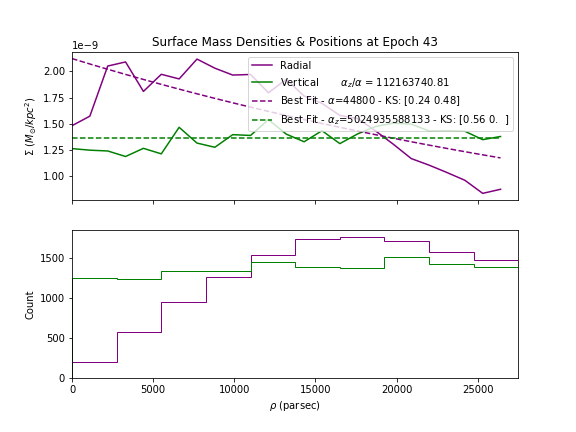 Surface Mass Densities & Positions at Epoch 43
1e−9
2.00
1.75
1.50
1.25
1.00
Σ (M⊙/kpc²)
Radial
Vertical α_z/α = 112163740.81
Best Fit - α=44800 - KS: [0.24 0.48]
Best Fit - α_z=5024935588133 - KS: [0.56 0. ]
1500
1000
500
0
Count
0 5000 10000 15000 20000 25000
ρ (parsec)